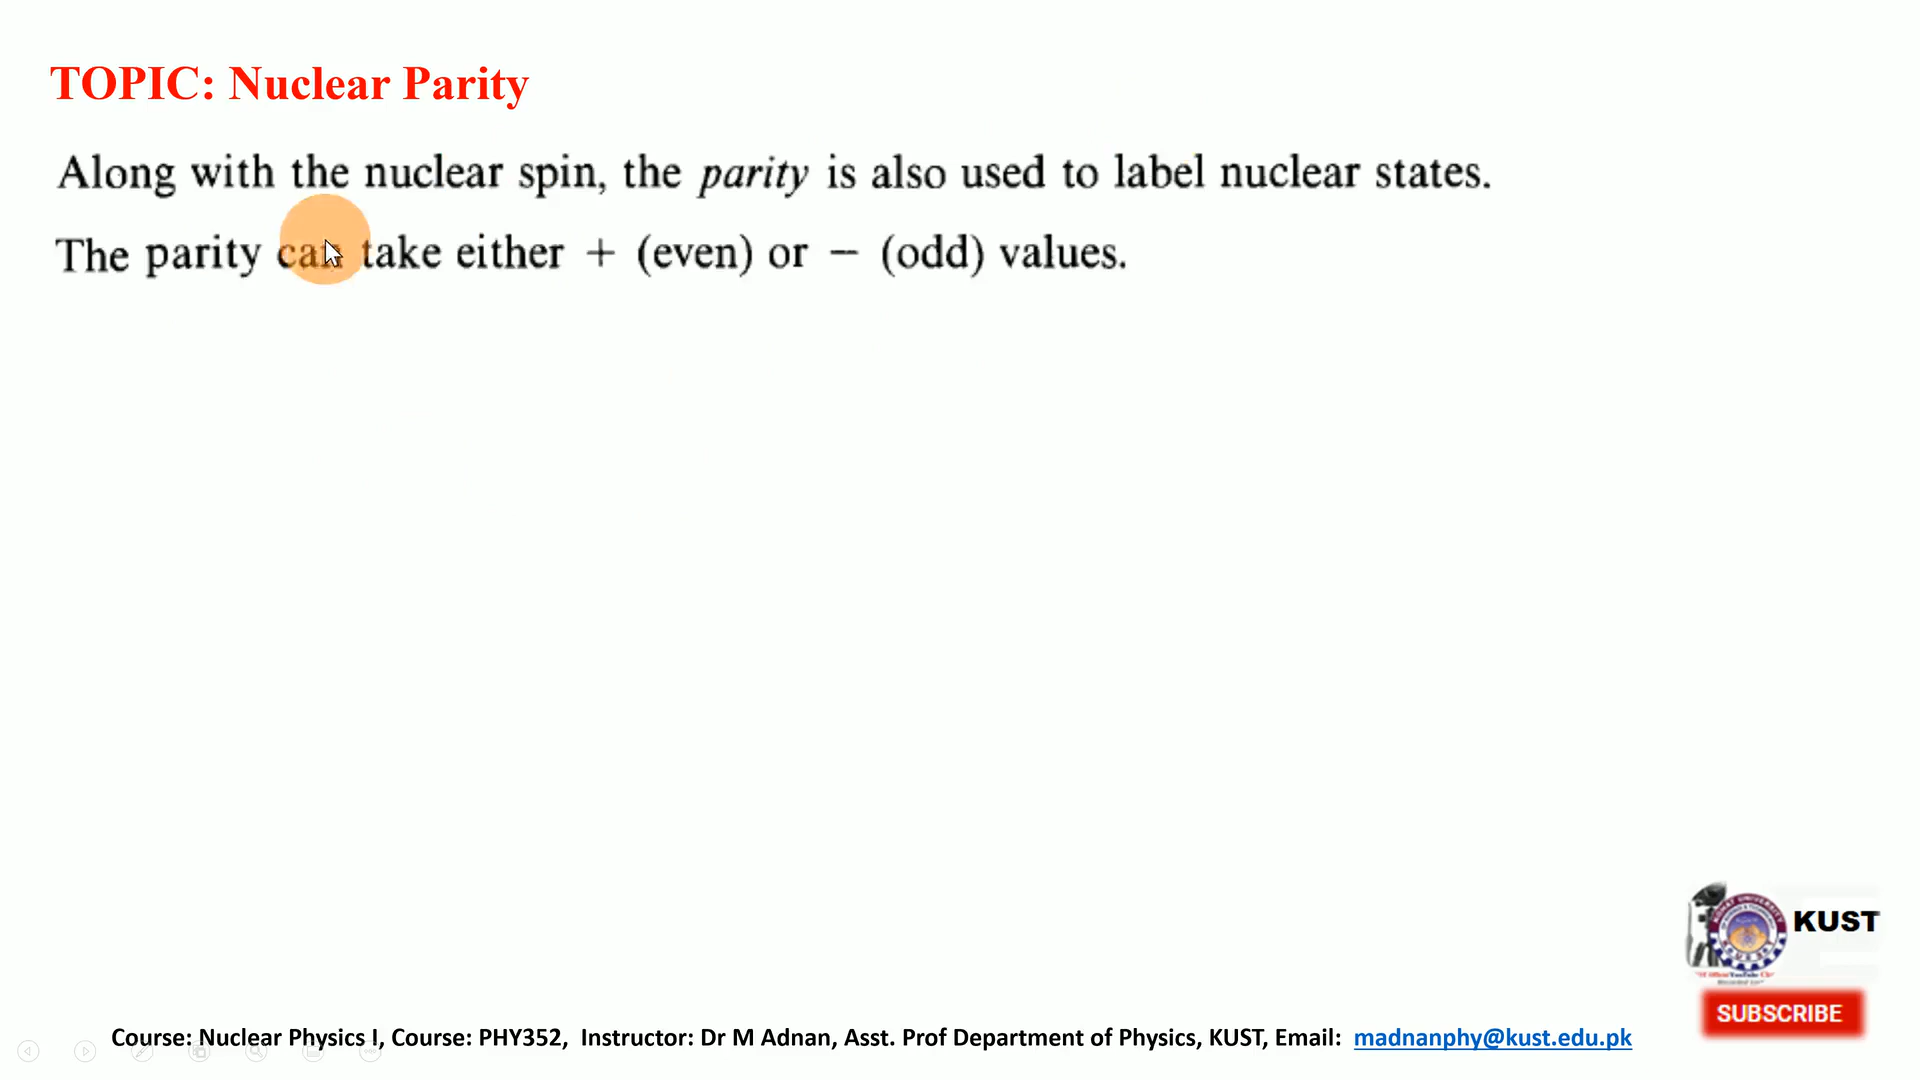 TOPIC: Nuclear Parity
Along with the nuclear spin, the parity is also used to label nuclear states.
The parity can take either + (even) or − (odd) values.
KUST
SUBSCRIBE
Course: Nuclear Physics I, Course: PHY352, Instructor: Dr M Adnan, Asst. Prof Department of Physics, KUST, Email: madnanphy@kust.edu.pk